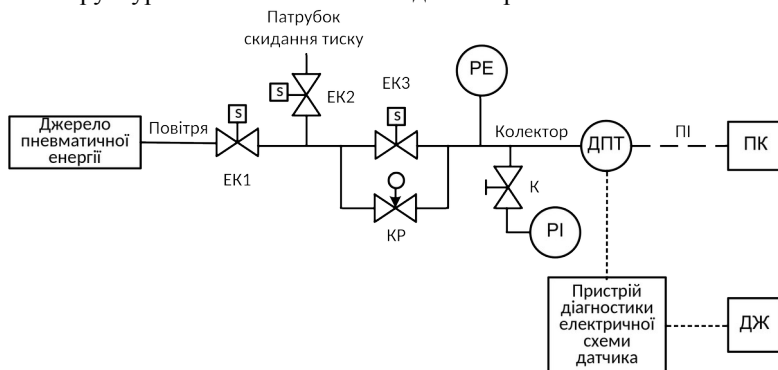 Патрубок
скидання тиску
PE
S
EK3
S
EK2
S
Джерело
пневматичної
енергії
Повітря
Колектор
ДПТ
ПІ
ПК
EK1
К
КР
PI
Пристрій
діагностики
електричної
схеми
датчика
ДЖ